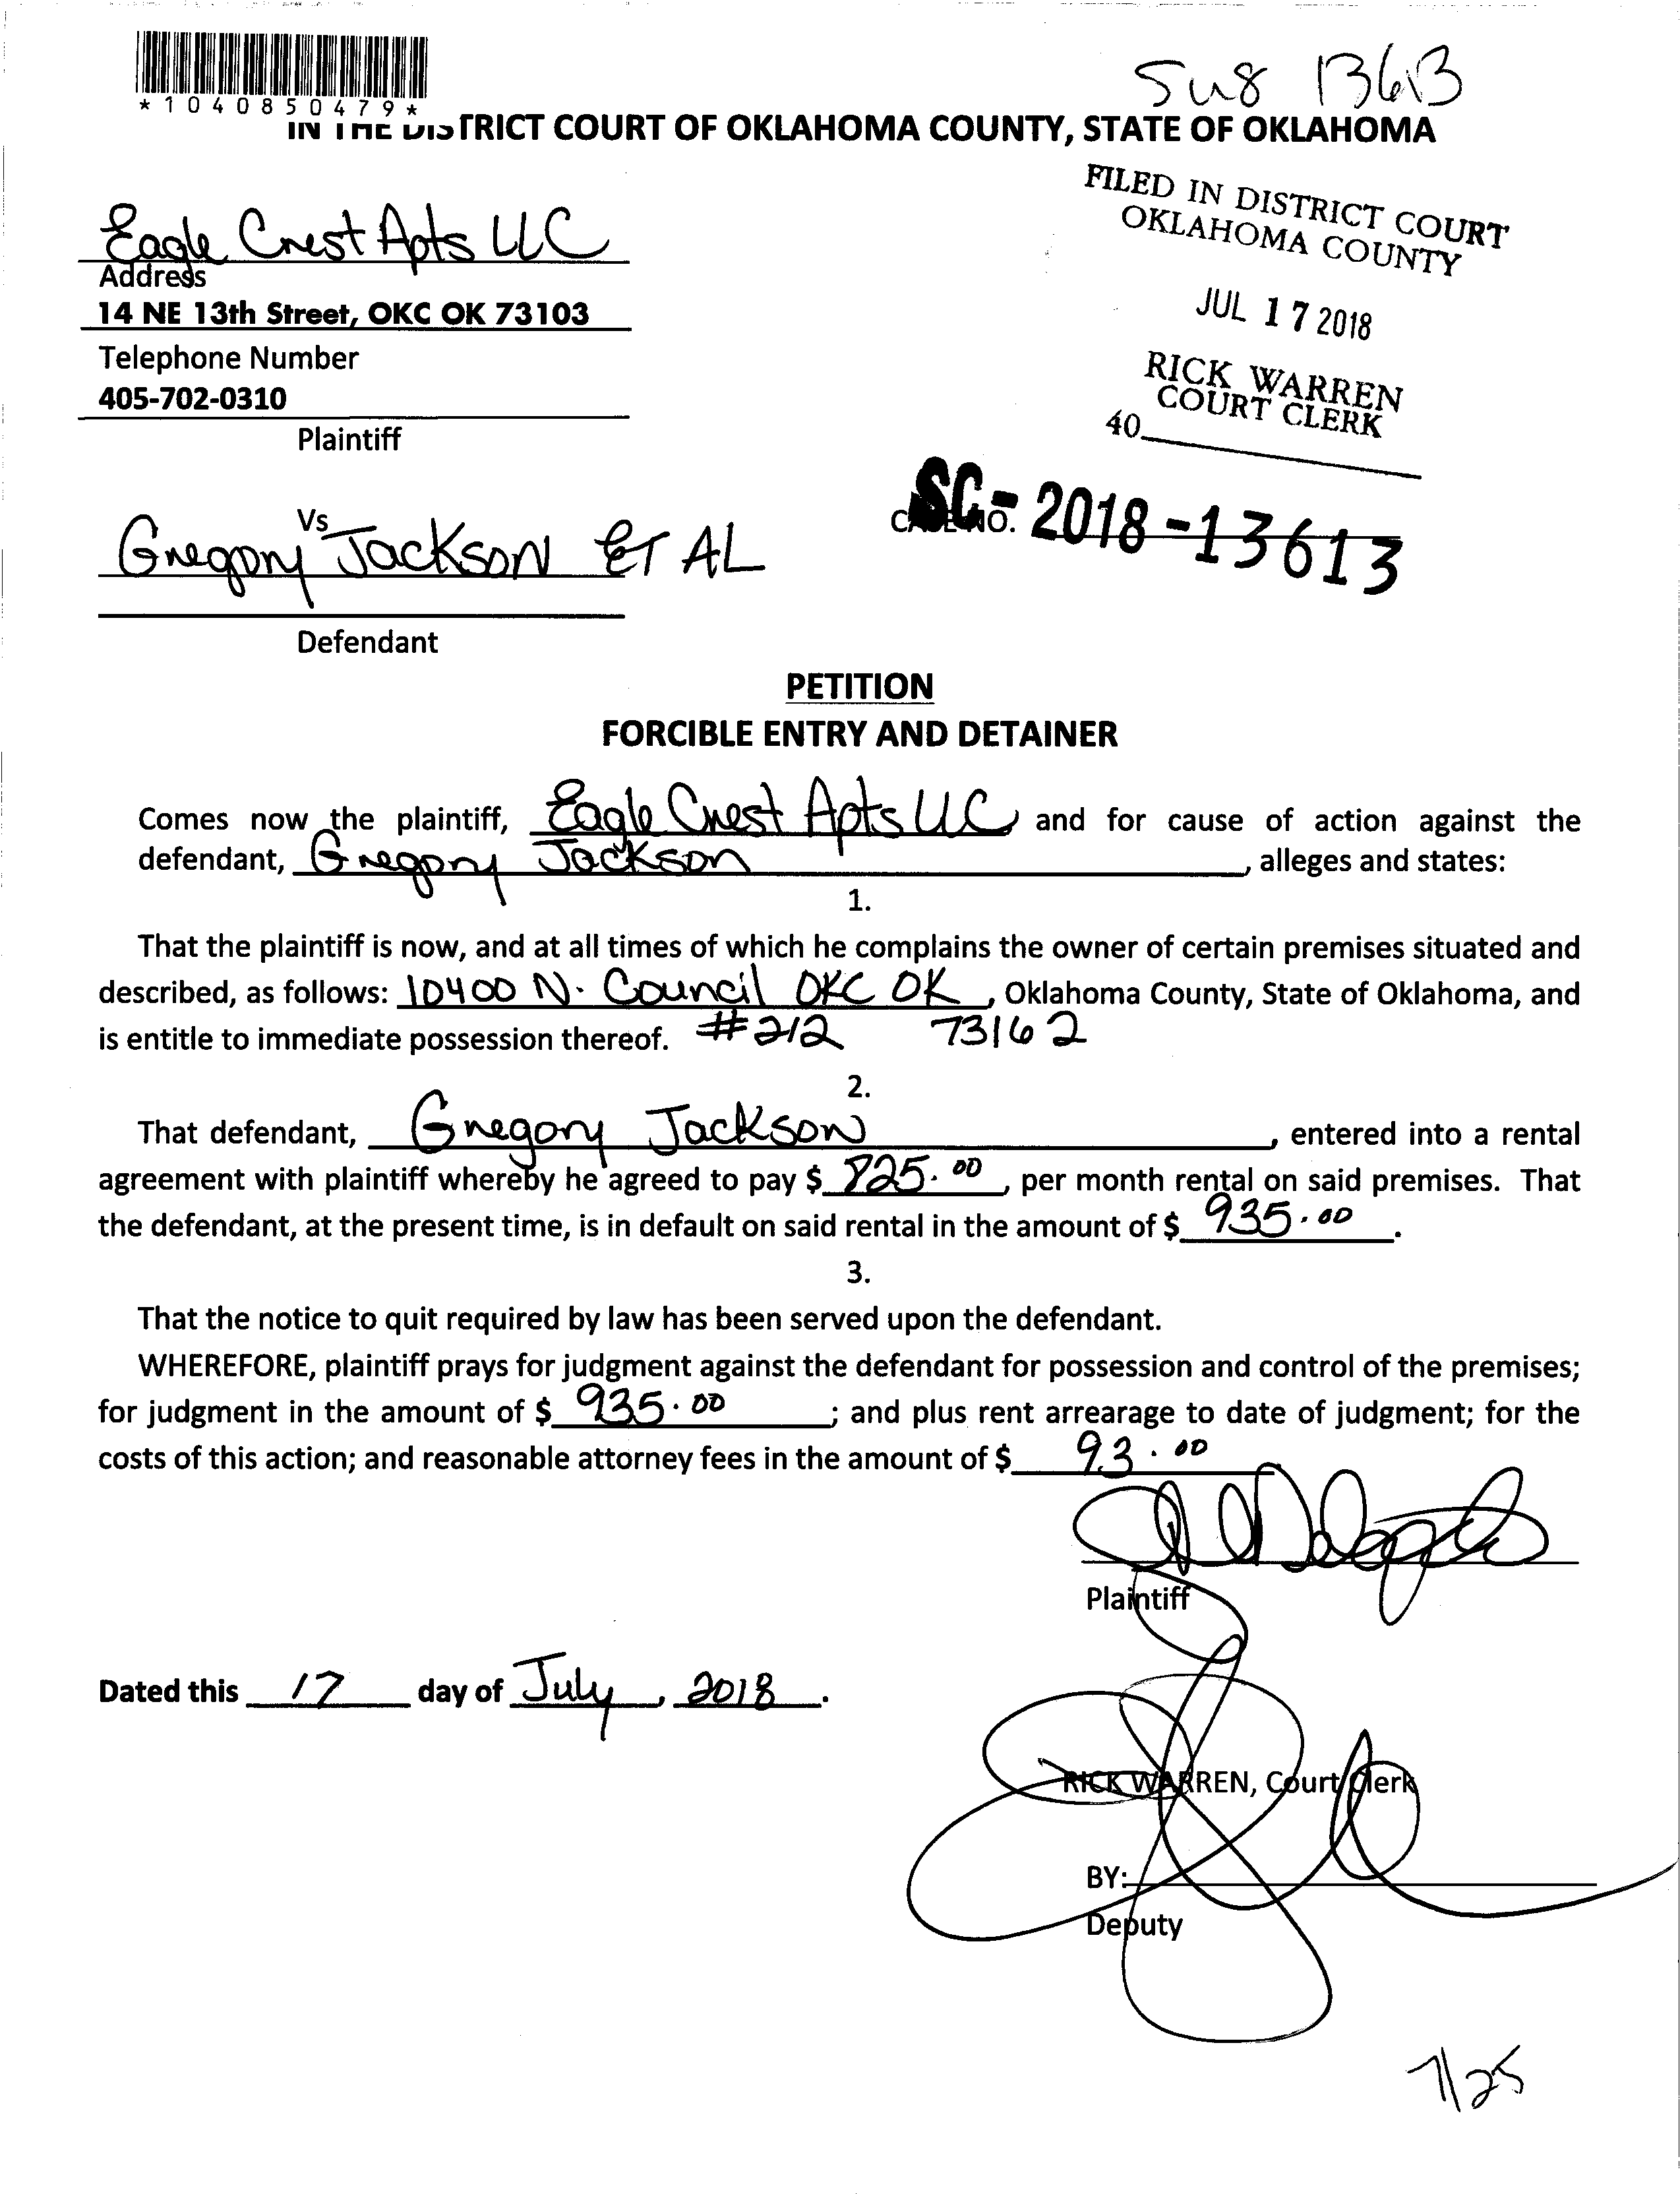 *1040850479*
IN THE DISTRICT COURT OF OKLAHOMA COUNTY, STATE OF OKLAHOMA
FILED IN DISTRICT COURT
OKLAHOMA COUNTY
JUL 17 2018
RICK WARREN
COURT CLERK
40
Eagle Crest Apts LLC
Address
14 NE 13th Street, OKC OK 73103
Telephone Number
405-702-0310
Plaintiff
Vs
Gregory Jackson ET AL
Defendant
CASE NO. SC-2018-13613
PETITION
FORCIBLE ENTRY AND DETAINER
Comes now the plaintiff, Eagle Crest Apts LLC and for cause of action against the
defendant, Gregory Jackson, alleges and states:
1.
That the plaintiff is now, and at all times of which he complains the owner of certain premises situated and
described, as follows: 10400 N. Council OKC OK, Oklahoma County, State of Oklahoma, and
is entitle to immediate possession thereof. #212 73162
2.
That defendant, Gregory Jackson, entered into a rental
agreement with plaintiff whereby he agreed to pay $ 825.00, per month rental on said premises. That
the defendant, at the present time, is in default on said rental in the amount of $ 935.00.
3.
That the notice to quit required by law has been served upon the defendant.
WHEREFORE, plaintiff prays for judgment against the defendant for possession and control of the premises;
for judgment in the amount of $ 935.00; and plus rent arrearage to date of judgment; for the
costs of this action; and reasonable attorney fees in the amount of $ 93.00
Plaintiff
Dated this 17 day of July, 2018.
RICK WARREN, Court Clerk
BY:
Deputy
7/25